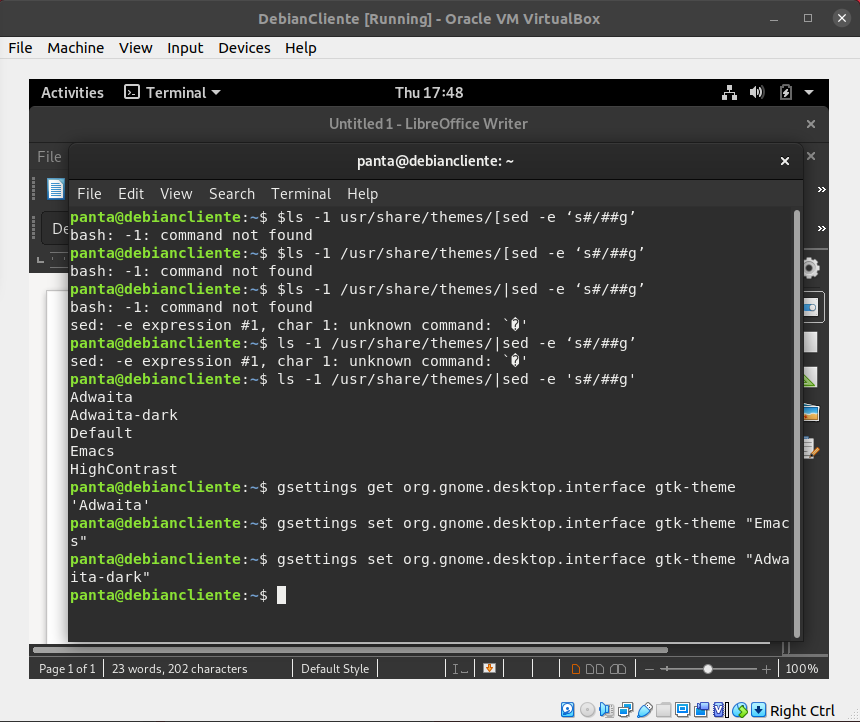 DebianCliente [Running] - Oracle VM VirtualBox
File Machine View Input Devices Help
Activities Terminal Thu 17:48
Untitled 1 - LibreOffice Writer
File
panta@debiancliente: ~
File Edit View Search Terminal Help
De
panta@debiancliente:~$ $ls -1 usr/share/themes/[sed -e ‘s#/##g’
bash: -1: command not found
panta@debiancliente:~$ $ls -1 /usr/share/themes/[sed -e ‘s#/##g’
bash: -1: command not found
panta@debiancliente:~$ $ls -1 /usr/share/themes/|sed -e ‘s#/##g’
bash: -1: command not found
sed: -e expression #1, char 1: unknown command: `�'
panta@debiancliente:~$ ls -1 /usr/share/themes/|sed -e ‘s#/##g’
sed: -e expression #1, char 1: unknown command: `�'
panta@debiancliente:~$ ls -1 /usr/share/themes/|sed -e 's#/##g'
Adwaita
Adwaita-dark
Default
Emacs
HighContrast
panta@debiancliente:~$ gsettings get org.gnome.desktop.interface gtk-theme
'Adwaita'
panta@debiancliente:~$ gsettings set org.gnome.desktop.interface gtk-theme "Emac
s"
panta@debiancliente:~$ gsettings set org.gnome.desktop.interface gtk-theme "Adwa
ita-dark"
panta@debiancliente:~$
Page 1 of 1 23 words, 202 characters Default Style 100%
Right Ctrl